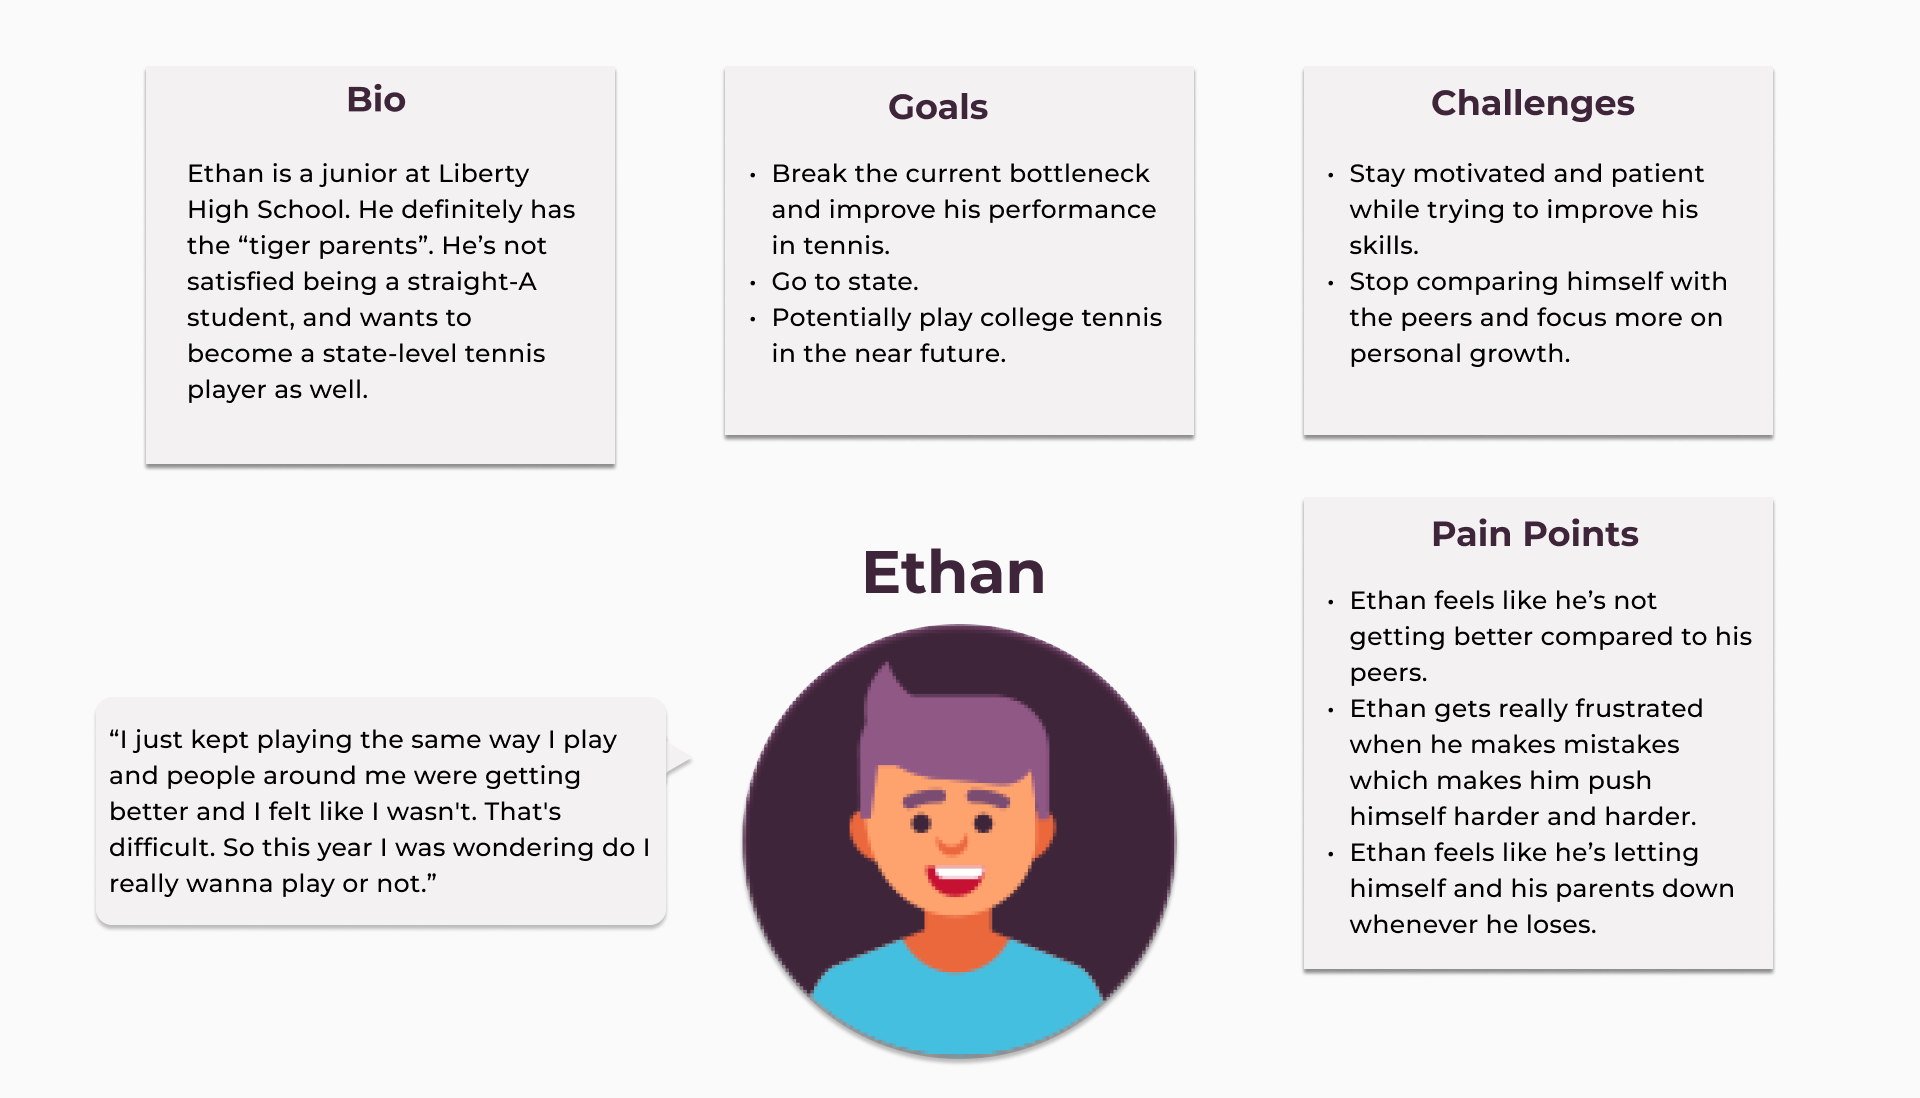 Bio
Ethan is a junior at Liberty
High School. He definitely has
the “tiger parents”. He’s not
satisfied being a straight-A
student, and wants to
become a state-level tennis
player as well.
Goals
• Break the current bottleneck
and improve his performance
in tennis.
• Go to state.
• Potentially play college tennis
in the near future.
Challenges
• Stay motivated and patient
while trying to improve his
skills.
• Stop comparing himself with
the peers and focus more on
personal growth.
Ethan
“I just kept playing the same way I play
and people around me were getting
better and I felt like I wasn't. That's
difficult. So this year I was wondering do I
really wanna play or not.”
Pain Points
• Ethan feels like he’s not
getting better compared to his
peers.
• Ethan gets really frustrated
when he makes mistakes
which makes him push
himself harder and harder.
• Ethan feels like he’s letting
himself and his parents down
whenever he loses.